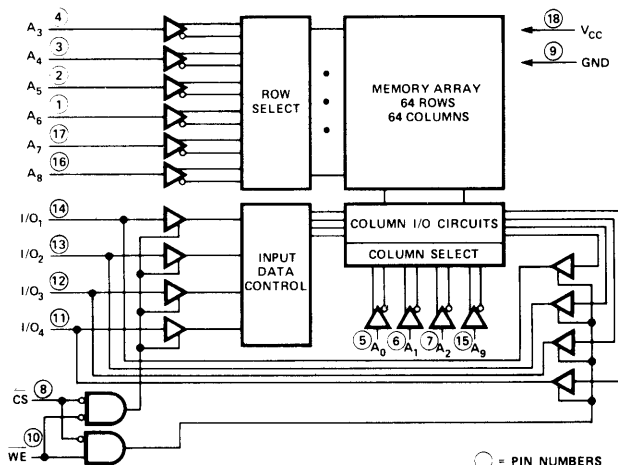 A3 4
A4 3
A5 2
A6 1
A7 17
A8 16
ROW SELECT
MEMORY ARRAY
64 ROWS
64 COLUMNS
18 VCC
9 GND
I/O1 14
I/O2 13
I/O3 12
I/O4 11
INPUT
DATA
CONTROL
COLUMN I/O CIRCUITS
COLUMN SELECT
5 A0
6 A1
7 A2
15 A9
CS 8
WE 10
= PIN NUMBERS